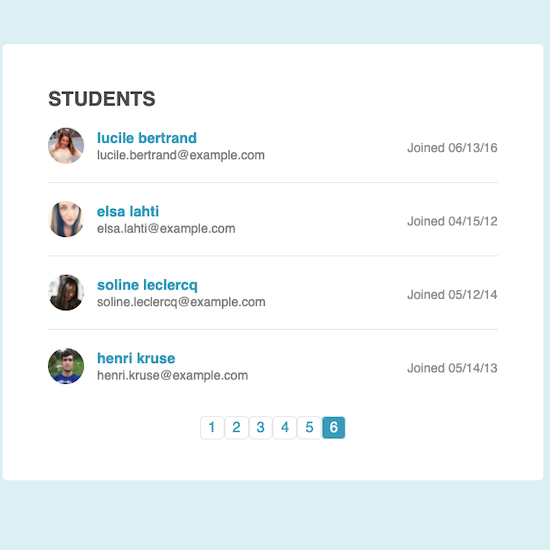 STUDENTS
lucile bertrand
lucile.bertrand@example.com
Joined 06/13/16
elsa lahti
elsa.lahti@example.com
Joined 04/15/12
soline leclercq
soline.leclercq@example.com
Joined 05/12/14
henri kruse
henri.kruse@example.com
Joined 05/14/13
1 2 3 4 5 6